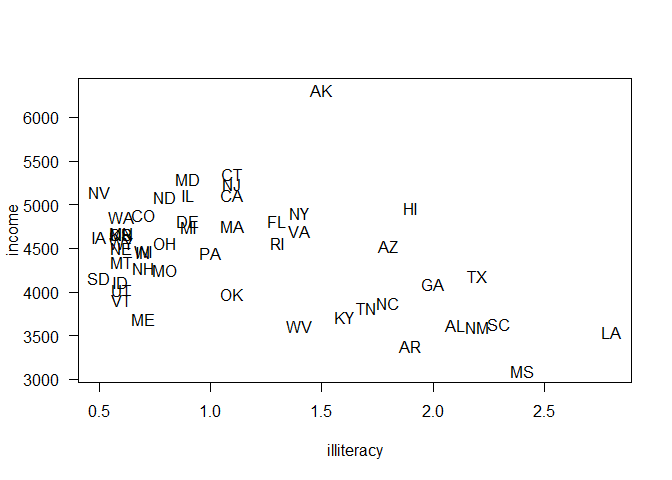 AK
6000
5500
CT
MD
NJ
NV
IL
CA
ND
5000
HI
NY
CO
WA
DE
FL
MA
VA
IA
OH
RI
AZ
4500
PA
MT
NH
MO
TX
SD
ID
GA
4000
UT
OK
VT
NC
TN
ME
KY
WV
AL
NM
SC
3500
LA
AR
MS
3000
0.5 1.0 1.5 2.0 2.5
illiteracy
income